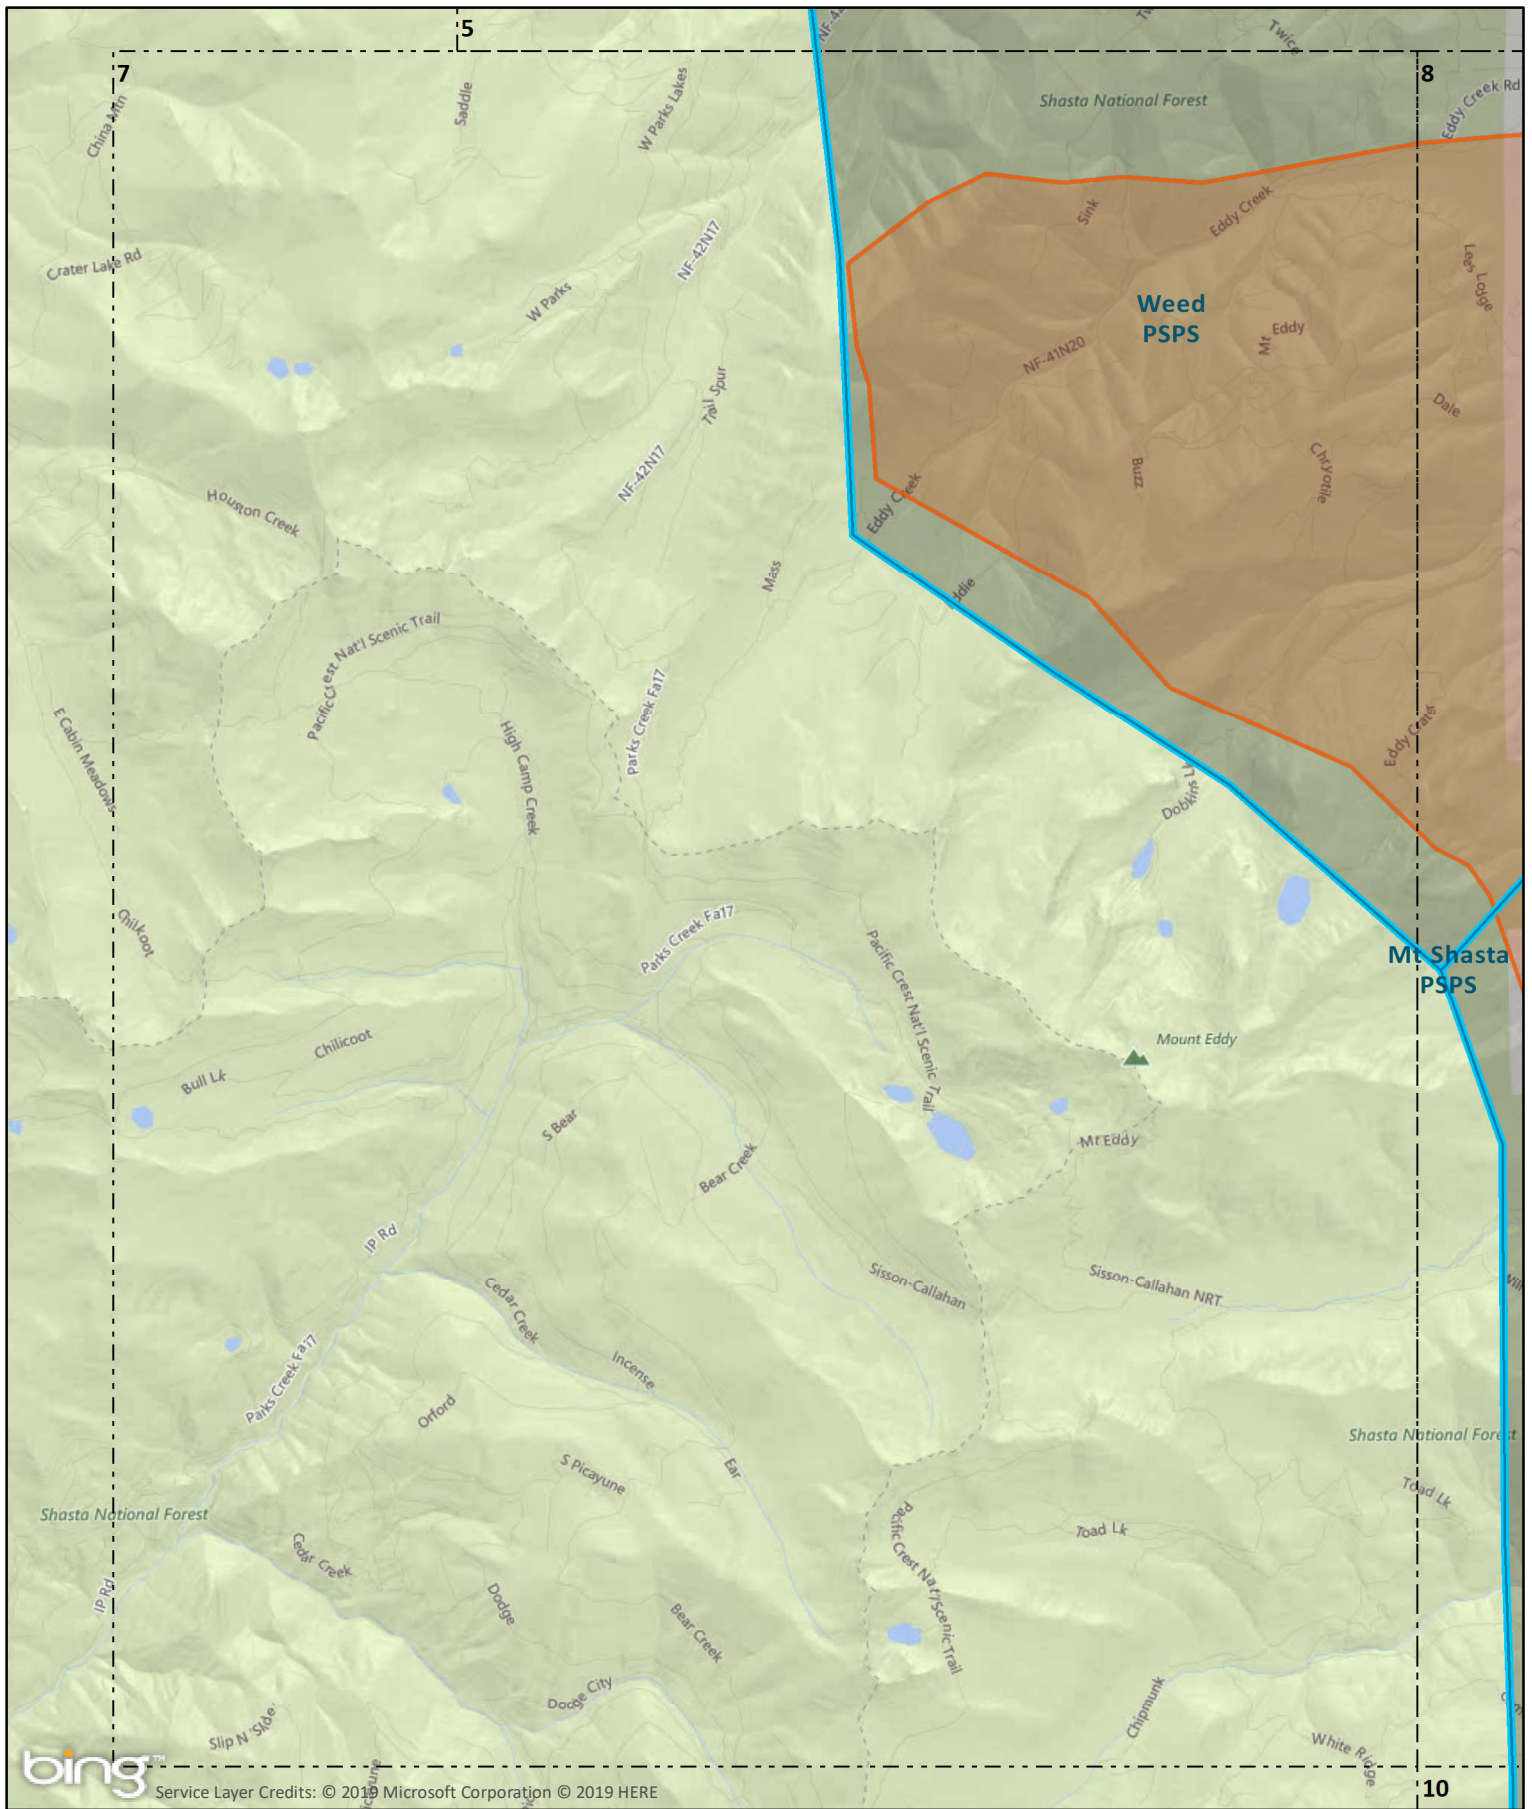 5
7
8
Twice
NF-42
Saddle
W Parks Lakes
China Mtn
Shasta National Forest
Eddy Creek Rd
Sink
Eddy Creek
Crater Lake Rd
NF-42N17
W Parks
Weed
PSPS
Lees Lodge
Mt Eddy
NF-41N20
Trail Spur
Dale
NF-42N17
Buzz
Chryotile
Houston Creek
Eddy Creek
Mass
ddie
Pacific Crest Nat'l Scenic Trail
Parks Creek Fa17
E Cabin Meadows
High Camp Creek
Eddy Crater
Dobkins LL
Chilkoot
Parks Creek Fa17
Pacific Crest Nat'l Scenic Trail
Mt Shasta
PSPS
Chilicoot
Mount Eddy
Bull Lk
S Bear
Mt Eddy
Bear Creek
IP Rd
Sisson-Callahan
Sisson-Callahan NRT
Cedar Creek
Incense
Parks Creek Fa17
Orford
Shasta National Forest
S Picayune
Ear
Toad Lk
Shasta National Forest
Pacific Crest Nat'l Scenic Trail
Toad Lk
Cedar Creek
IP Rd
Dodge
Bear Creek
Dodge City
Chipmunk
Slip N 'Slide
White Ridge
bing™
Service Layer Credits: © 2019 Microsoft Corporation © 2019 HERE
10